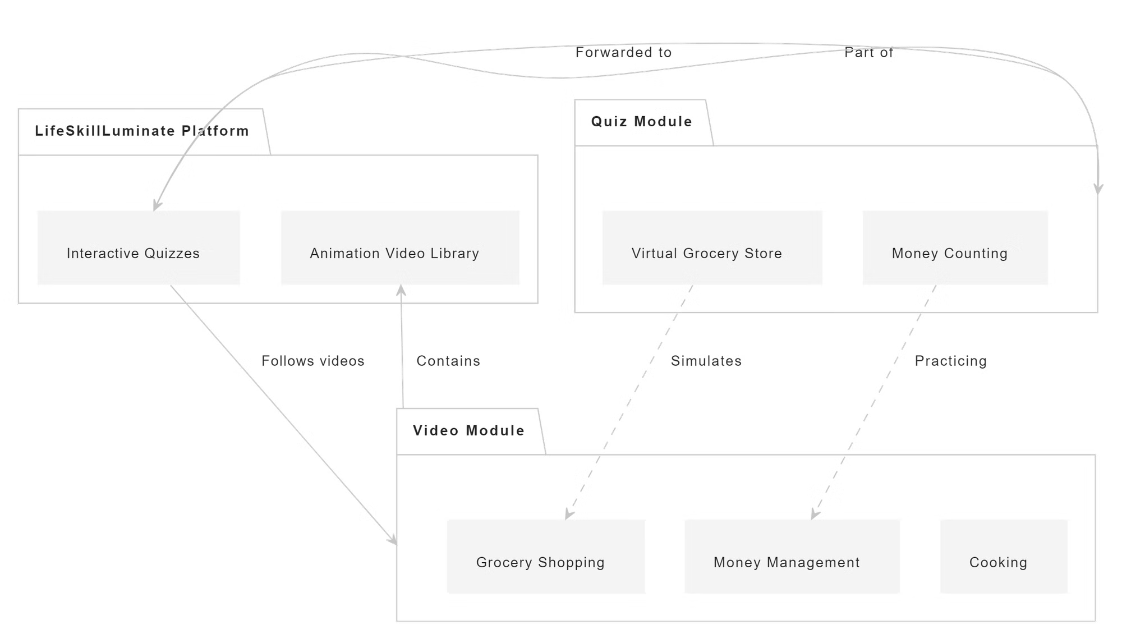 Forwarded to
Part of
LifeSkillLuminate Platform
Quiz Module
Interactive Quizzes
Animation Video Library
Virtual Grocery Store
Money Counting
Follows videos
Contains
Simulates
Practicing
Video Module
Grocery Shopping
Money Management
Cooking